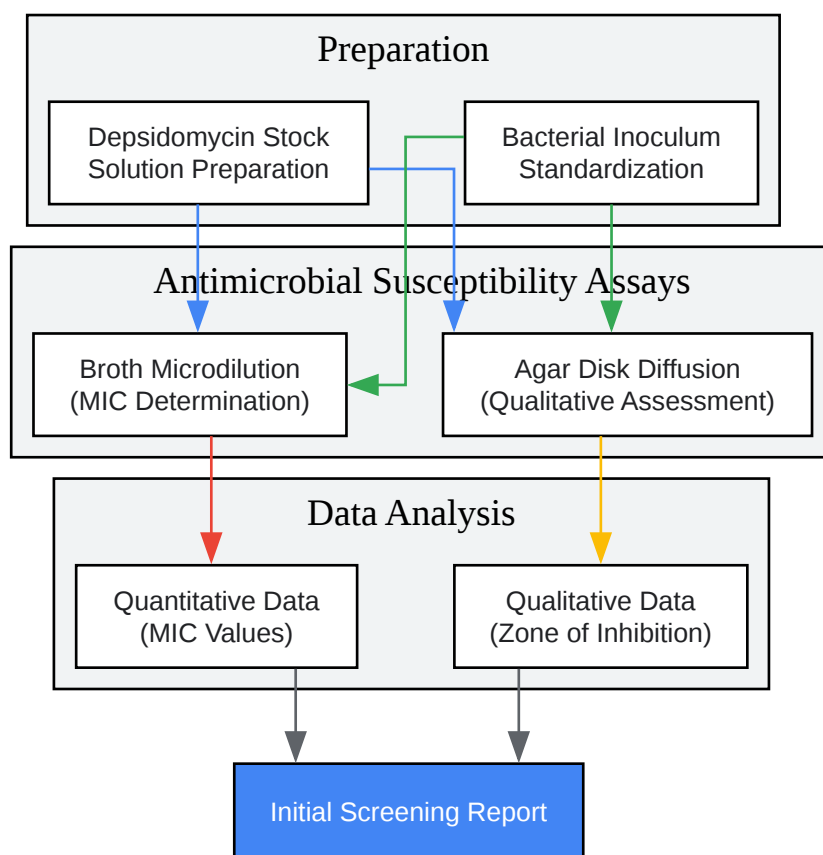 Preparation
Depsidomycin Stock
Solution Preparation
Bacterial Inoculum
Standardization
Antimicrobial Susceptibility Assays
Broth Microdilution
(MIC Determination)
Agar Disk Diffusion
(Qualitative Assessment)
Data Analysis
Quantitative Data
(MIC Values)
Qualitative Data
(Zone of Inhibition)
Initial Screening Report